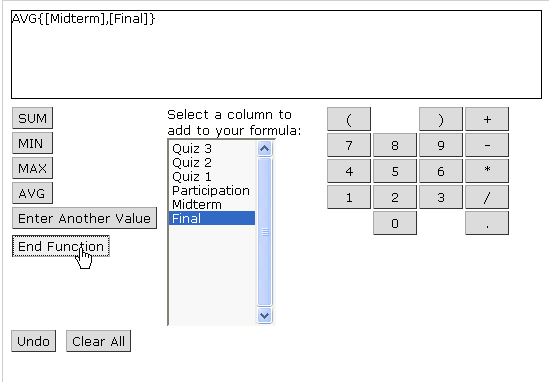 AVG{[Midterm],[Final]}
SUM
MIN
MAX
AVG
Enter Another Value
End Function
Undo Clear All
Select a column to
add to your formula:
Quiz 3
Quiz 2
Quiz 1
Participation
Midterm
Final
( ) +
7 8 9 -
4 5 6 *
1 2 3 /
0 .